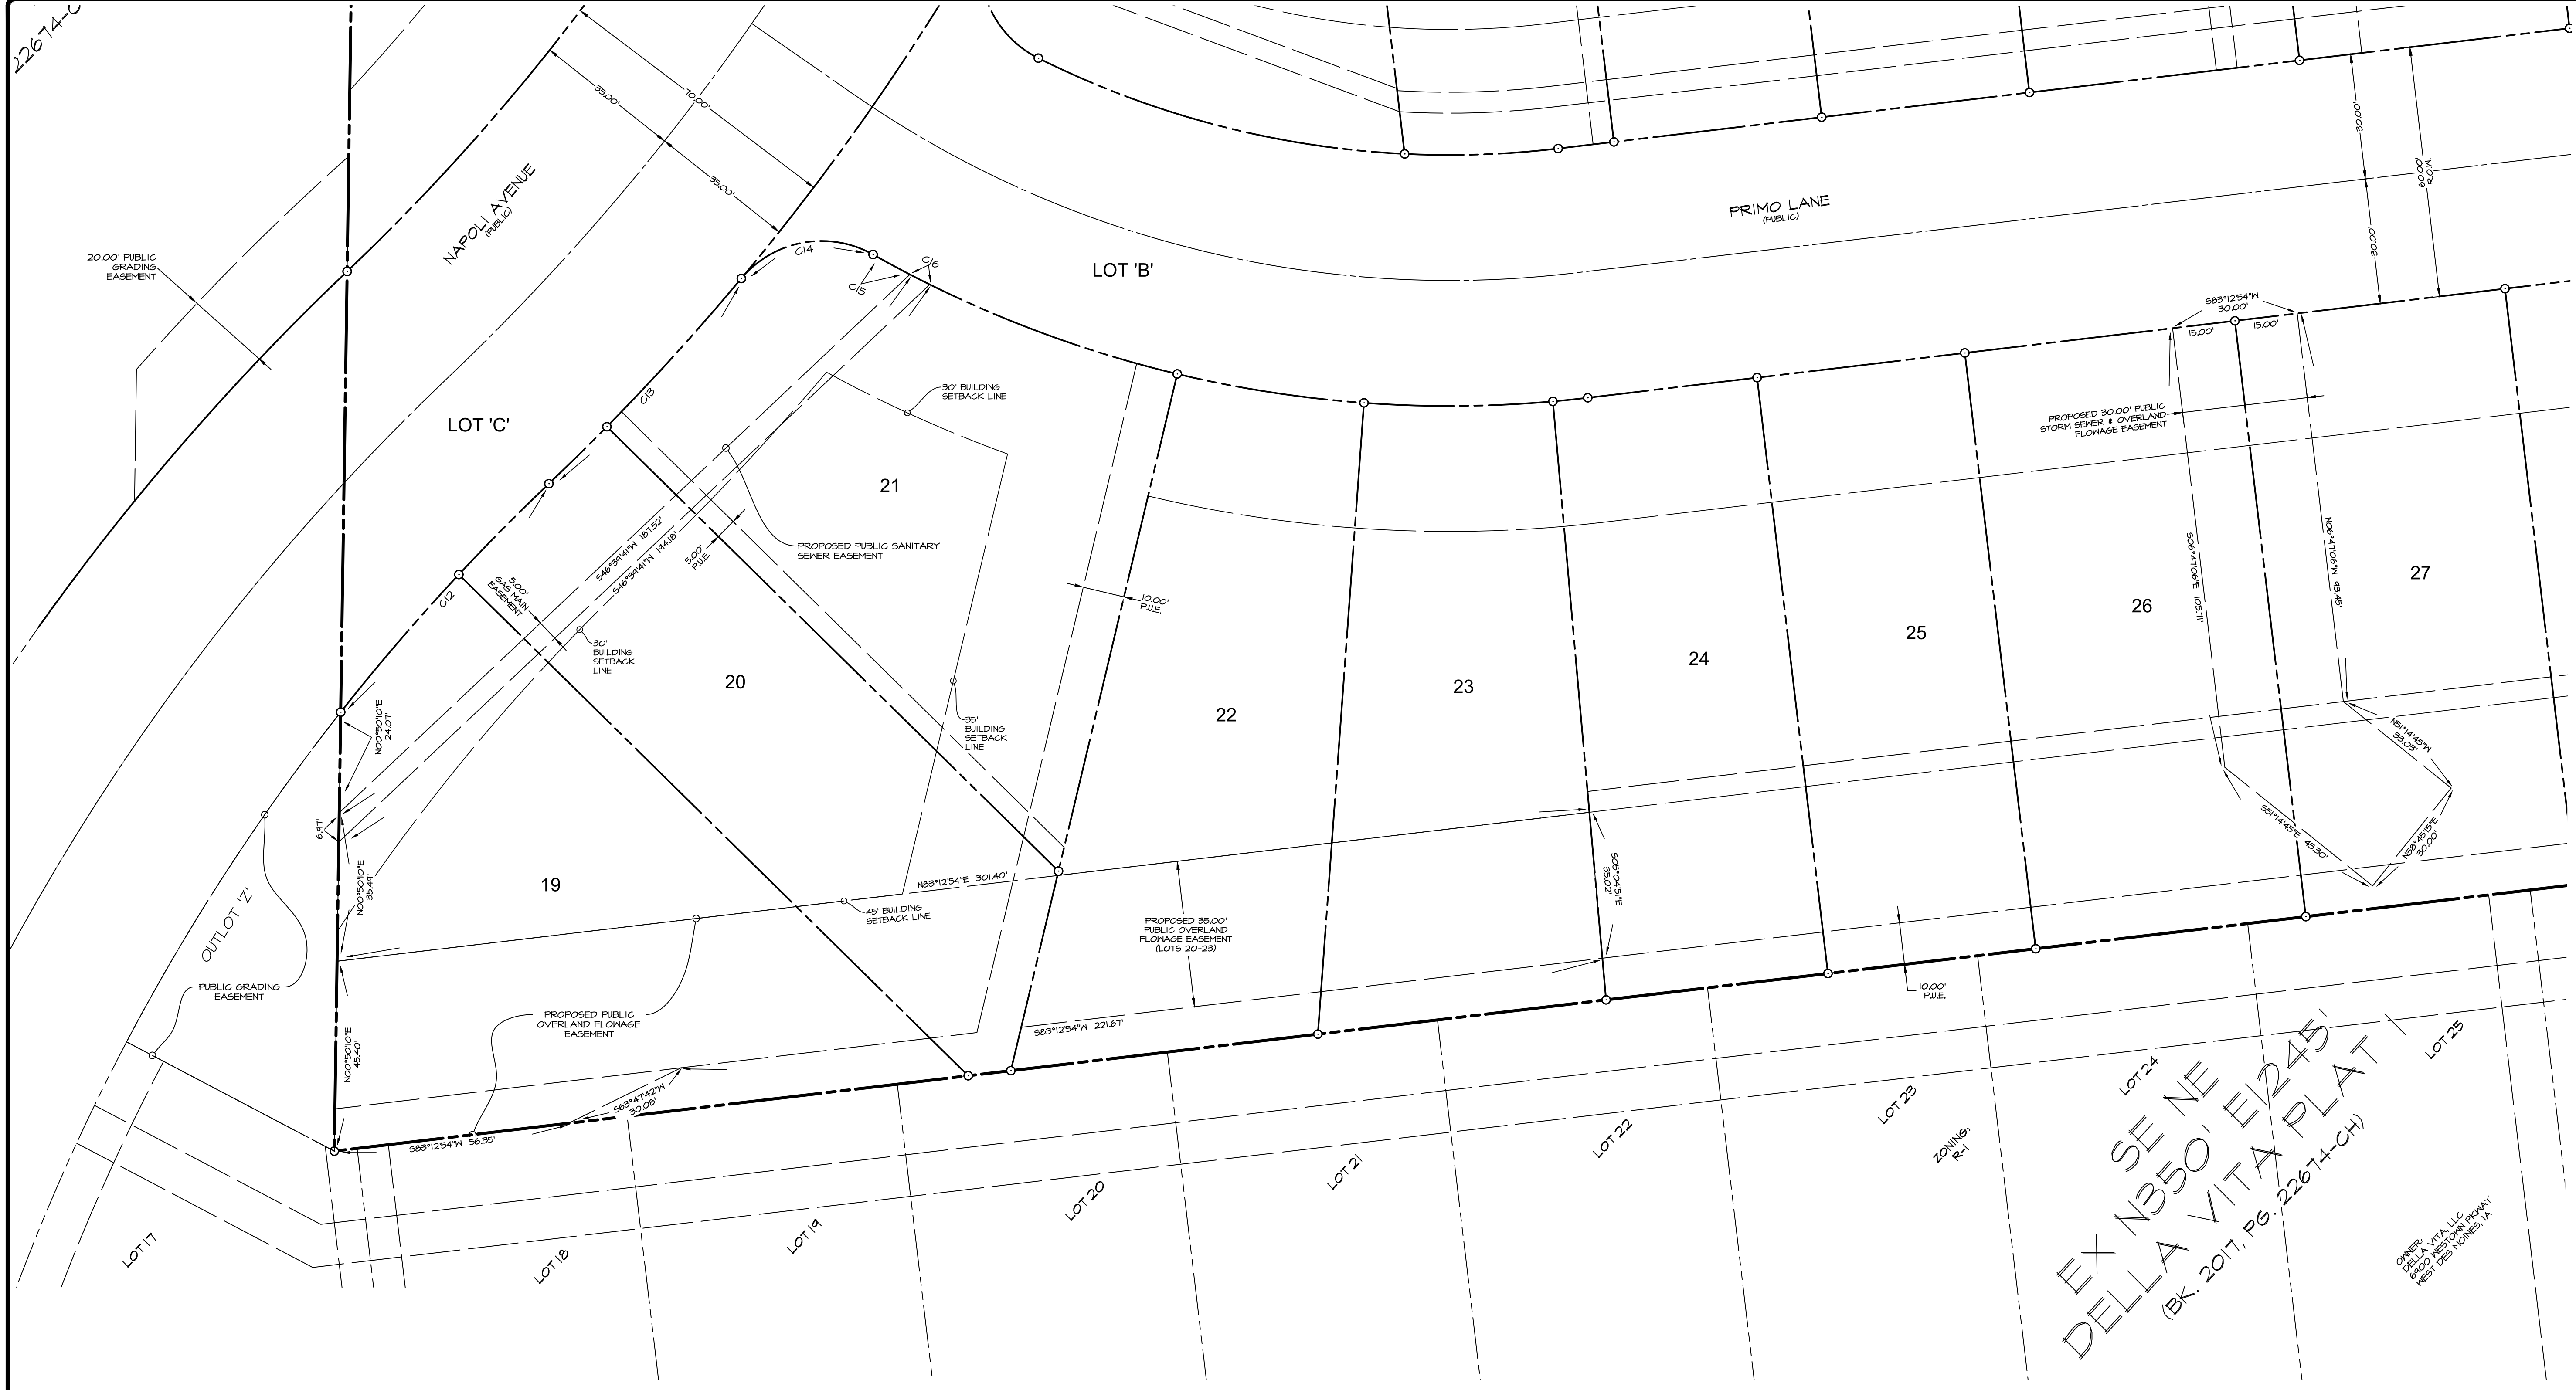 22674-C
NAPOLI AVENUE
(PUBLIC)
35.00'
70.00'
35.00'
20.00' PUBLIC
GRADING
EASEMENT
LOT 'C'
C14
C15
C16
C13
C12
LOT 'B'
PRIMO LANE
(PUBLIC)
30.00'
60.00'
R.O.W.
30.00'
S83°12'54"W
30.00'
15.00'
15.00'
PROPOSED 30.00' PUBLIC
STORM SEWER & OVERLAND
FLOWAGE EASEMENT
30' BUILDING
SETBACK LINE
21
PROPOSED PUBLIC SANITARY
SEWER EASEMENT
S46°39'41"W 187.52'
S46°39'41"W 194.18'
5.00'
P.U.E.
5.00'
GAS MAIN
EASEMENT
30'
BUILDING
SETBACK
LINE
20
10.00'
P.U.E.
35'
BUILDING
SETBACK
LINE
22
23
24
25
26
27
S06°47'06"E 105.71'
N06°47'06"W 93.45'
N51°14'45"W
33.03'
S51°14'45"E
45.30'
N38°45'15"E
30.00'
N00°50'10"E
24.07'
6.97'
N00°50'10"E
35.49'
19
N83°12'54"E 301.40'
45' BUILDING
SETBACK LINE
S05°04'51"E
35.02'
PROPOSED 35.00'
PUBLIC OVERLAND
FLOWAGE EASEMENT
(LOTS 20-23)
OUTLOT 'Z'
PUBLIC GRADING
EASEMENT
PROPOSED PUBLIC
OVERLAND FLOWAGE
EASEMENT
N00°50'10"E
45.40'
S83°12'54"W 221.67'
10.00'
P.U.E.
S63°47'42"W
30.08'
S83°12'54"W 56.35'
LOT 17
LOT 18
LOT 19
LOT 20
LOT 21
LOT 22
LOT 23
LOT 24
LOT 25
ZONING:
R-1
SE NE
EX N350' E1245'
DELLA VITA PLAT 1
(BK. 2017, PG. 22674-CH)
OWNER:
DELLA VITA, LLC
6900 WESTOWN PKWAY
WEST DES MOINES, IA